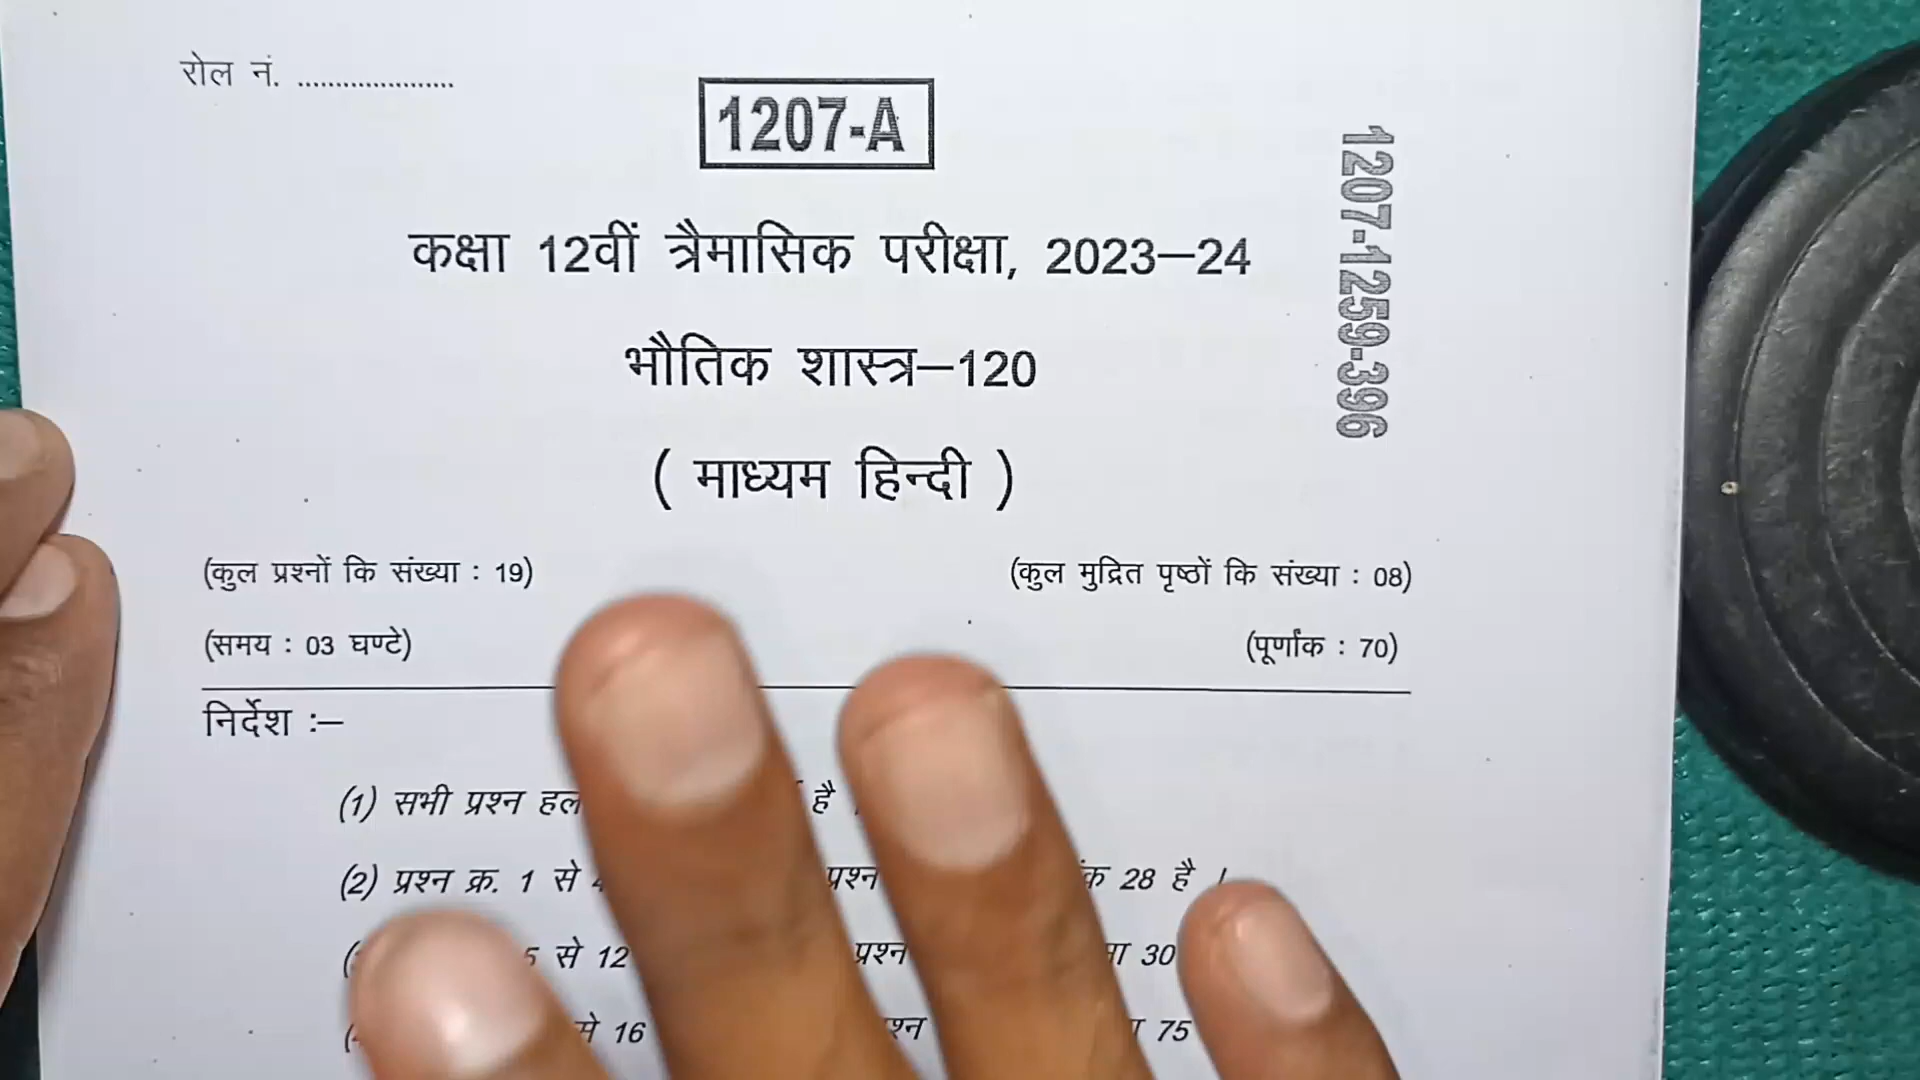 रोल नं. .....................
1207-A
1207-1259-396
कक्षा 12वीं त्रैमासिक परीक्षा, 2023–24
भौतिक शास्त्र–120
( माध्यम हिन्दी )
(कुल प्रश्नों कि संख्या : 19)
(कुल मुद्रित पृष्ठों कि संख्या : 08)
(समय : 03 घण्टे)
(पूर्णांक : 70)
निर्देश :–
(1) सभी प्रश्न हल है
(2) प्रश्न क्र. 1 से प्रश्न 28 है ।
5 से 12 प्रश्न 30
से 16 75